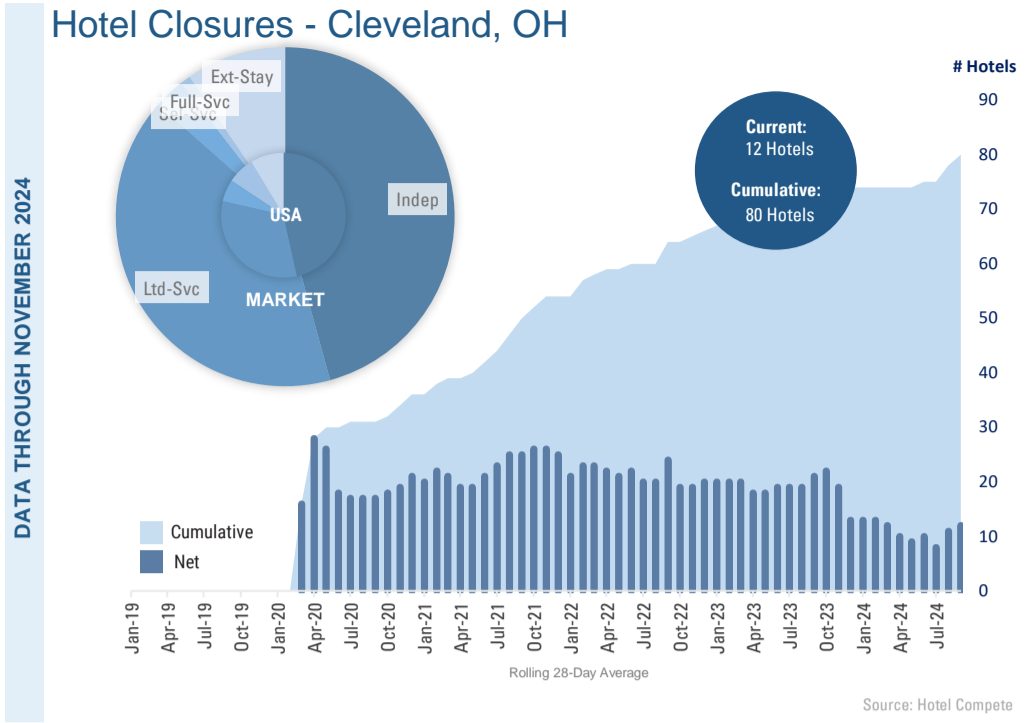 Hotel Closures - Cleveland, OH
DATA THROUGH NOVEMBER 2024
Ext-Stay
Full-Svc
Sel-Svc
Indep
USA
Ltd-Svc
MARKET
Current:
12 Hotels
Cumulative:
80 Hotels
# Hotels
90
80
70
60
50
40
30
20
10
0
Cumulative
Net
Jan-19
Apr-19
Jul-19
Oct-19
Jan-20
Apr-20
Jul-20
Oct-20
Jan-21
Apr-21
Jul-21
Oct-21
Jan-22
Apr-22
Jul-22
Oct-22
Jan-23
Apr-23
Jul-23
Oct-23
Jan-24
Apr-24
Jul-24
Rolling 28-Day Average
Source: Hotel Compete